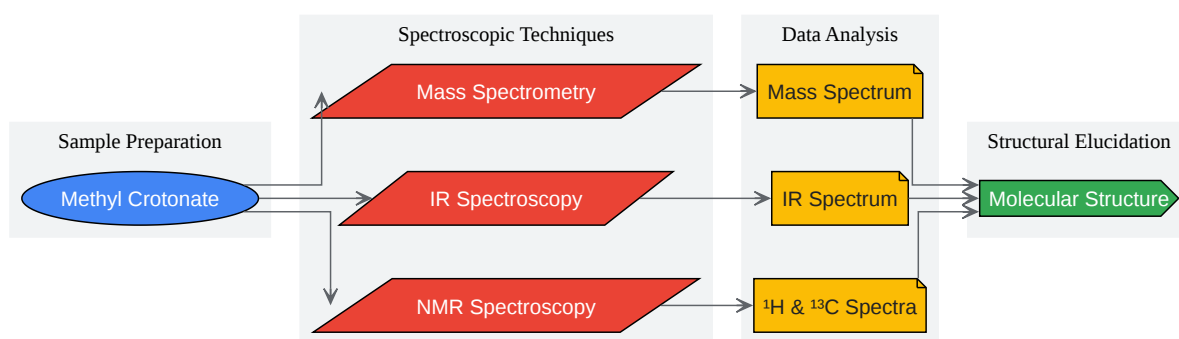 Sample Preparation
Methyl Crotonate
Spectroscopic Techniques
Mass Spectrometry
IR Spectroscopy
NMR Spectroscopy
Data Analysis
Mass Spectrum
IR Spectrum
¹H & ¹³C Spectra
Structural Elucidation
Molecular Structure